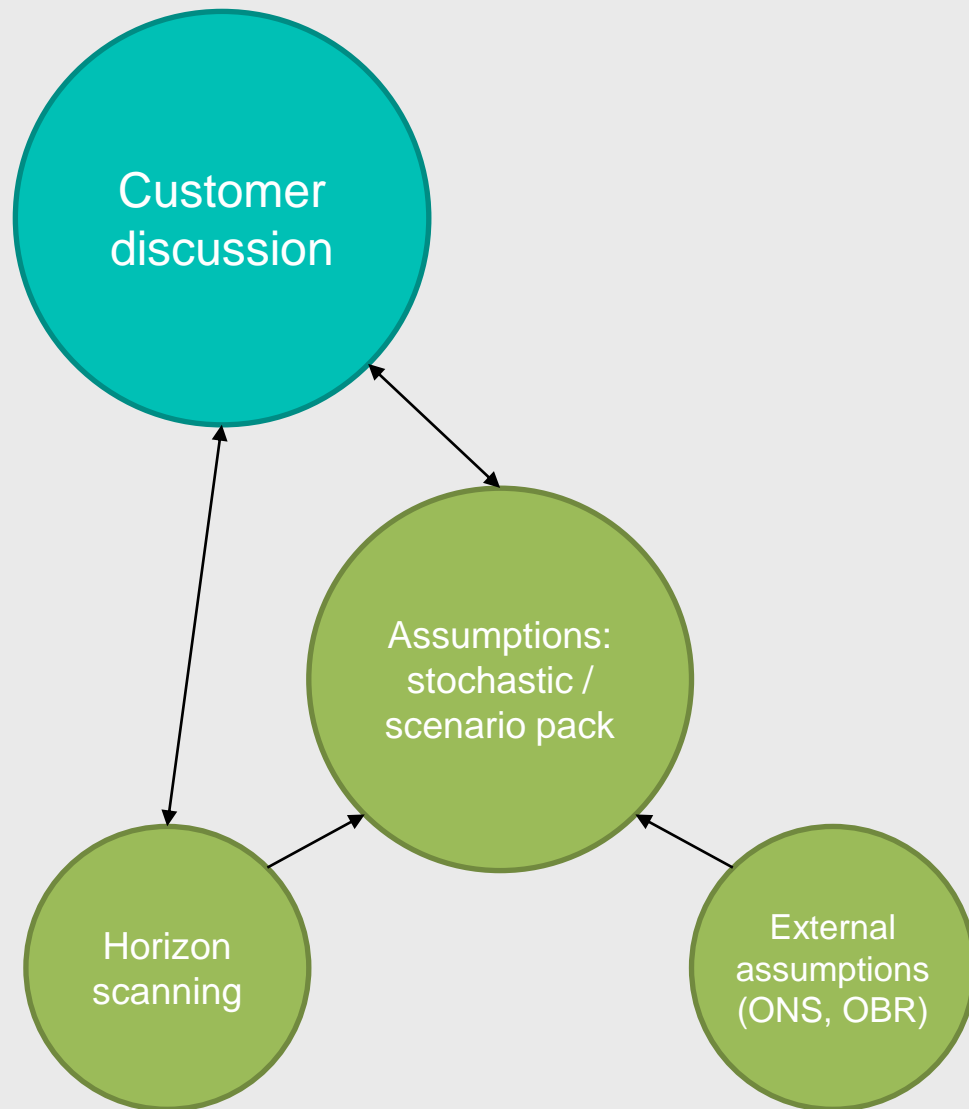 Customer
discussion
Assumptions:
stochastic /
scenario pack
Horizon
scanning
External
assumptions
(ONS, OBR)